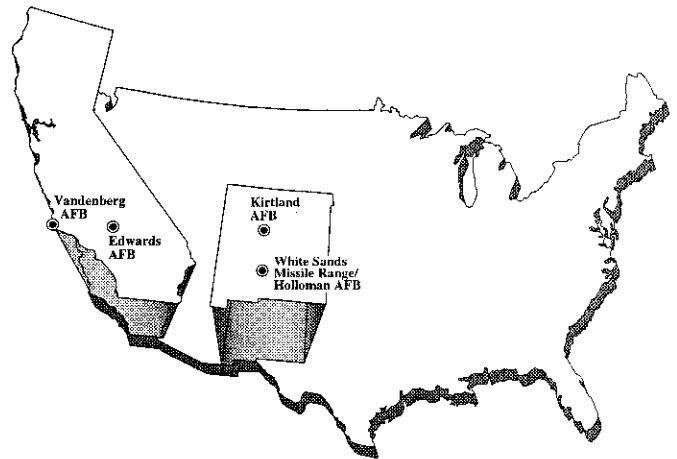 Vandenberg
AFB
Edwards
AFB
Kirtland
AFB
White Sands
Missile Range/
Holloman AFB